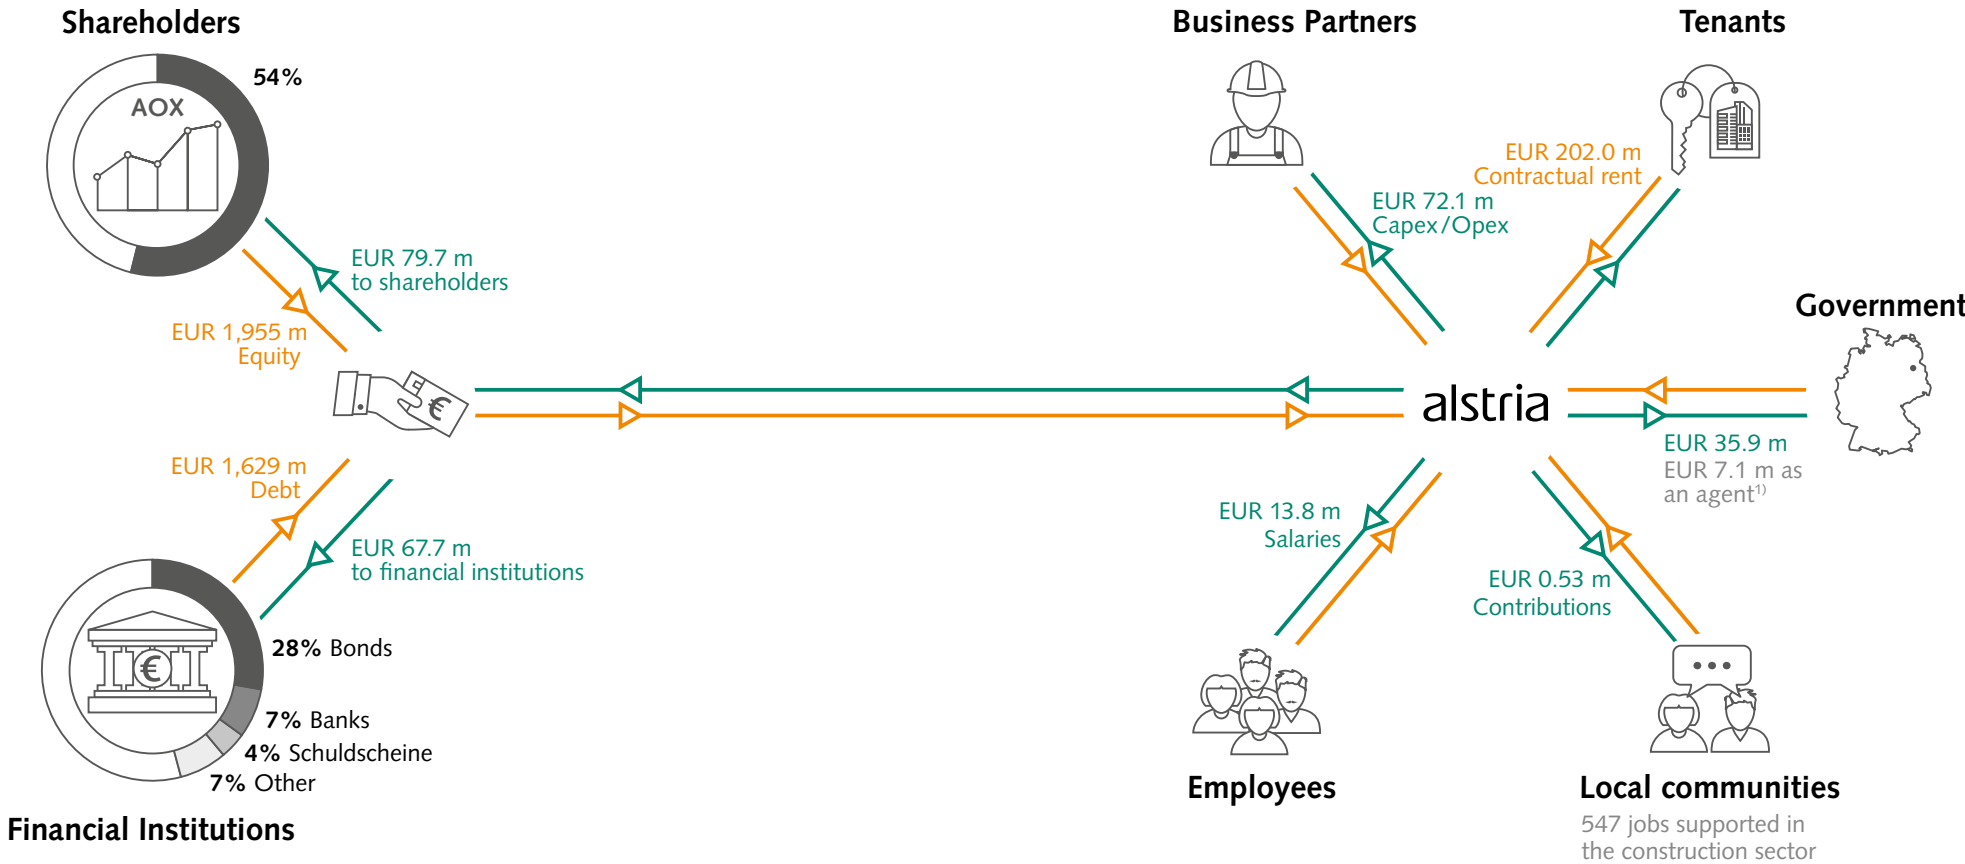 Shareholders
54%
AOX
EUR 79.7 m
to shareholders
EUR 1,955 m
Equity
€
EUR 1,629 m
Debt
EUR 67.7 m
to financial institutions
€
28% Bonds
7% Banks
4% Schuldscheine
7% Other
Financial Institutions
Business Partners
Tenants
EUR 202.0 m
Contractual rent
EUR 72.1 m
Capex/Opex
Government
alstria
EUR 35.9 m
EUR 7.1 m as
an agent¹⁾
EUR 13.8 m
Salaries
EUR 0.53 m
Contributions
Employees
Local communities
547 jobs supported in
the construction sector